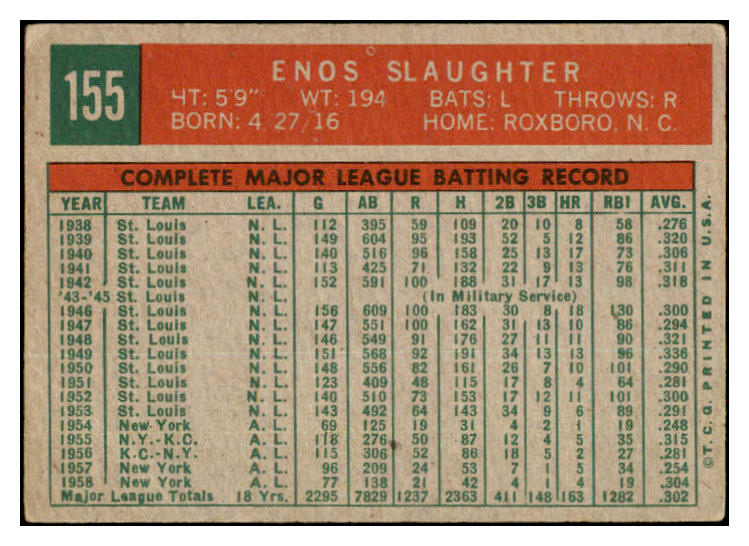 155
ENOS SLAUGHTER
HT: 5'9" WT: 194 BATS: L THROWS: R
BORN: 4 27/16 HOME: ROXBORO, N. C.
COMPLETE MAJOR LEAGUE BATTING RECORD
YEAR TEAM LEA. G AB R H 2B 3B HR RBI AVG.
1938 St. Louis N. L. 112 395 59 109 20 10 8 58 .276
1939 St. Louis N. L. 149 604 95 193 52 5 12 86 .320
1940 St. Louis N. L. 140 516 96 158 25 13 17 73 .306
1941 St. Louis N. L. 113 425 71 132 22 9 13 76 .311
1942 St. Louis N. L. 152 591 100 188 31 17 13 98 .318
'43-'45 St. Louis N. L. (In Military Service)
1946 St. Louis N. L. 156 609 100 183 30 8 18 130 .300
1947 St. Louis N. L. 147 551 100 162 31 13 10 86 .294
1948 St. Louis N. L. 146 549 91 176 27 11 11 90 .321
1949 St. Louis N. L. 151 568 92 191 34 13 13 96 .336
1950 St. Louis N. L. 148 556 82 161 26 7 10 101 .290
1951 St. Louis N. L. 123 409 48 115 17 8 4 64 .281
1952 St. Louis N. L. 140 510 73 153 17 12 11 101 .300
1953 St. Louis N. L. 143 492 64 143 34 9 6 89 .291
1954 New York A. L. 69 125 19 31 4 2 1 19 .248
1955 N.Y.-K.C. A. L. 118 276 50 87 12 4 5 35 .315
1956 K.C.-N.Y. A. L. 115 306 52 86 18 5 2 27 .281
1957 New York A. L. 96 209 24 53 7 1 5 34 .254
1958 New York A. L. 77 138 21 42 4 1 4 19 .304
Major League Totals 18 Yrs. 2295 7829 1237 2363 411 148 163 1282 .302
©T.C.G. PRINTED IN U.S.A.